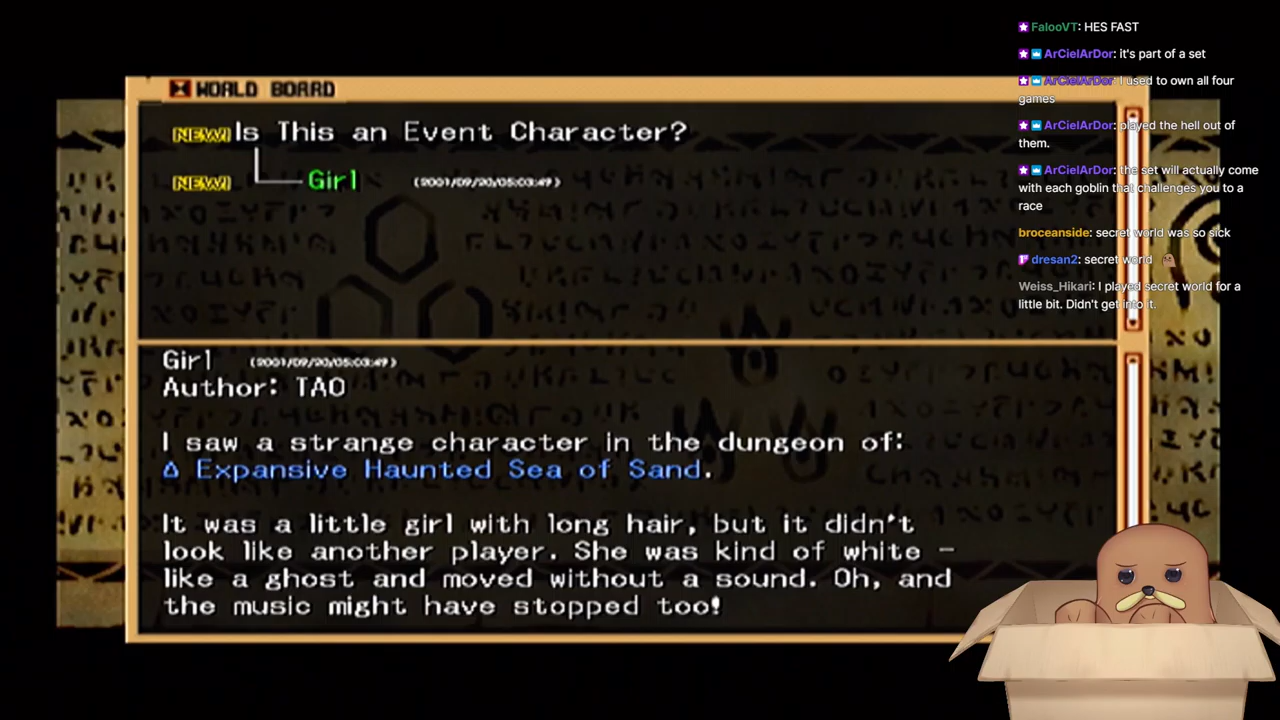 WORLD BOARD
NEW! Is This an Event Character?
NEW! Girl (2001/09/20/05:03:49)
Girl (2001/09/20/05:03:49)
Author: TAO
I saw a strange character in the dungeon of:
Δ Expansive Haunted Sea of Sand.
It was a little girl with long hair, but it didn't
look like another player. She was kind of white -
like a ghost and moved without a sound. Oh, and
the music might have stopped too!
FalooVT: HES FAST
ArCielArDor: it's part of a set
ArCielArDor: I used to own all four
games
ArCielArDor: played the hell out of
them.
ArCielArDor: the set will actually come
with each goblin that challenges you to a
race
broceanside: secret world was so sick
dresan2: secret world
Weiss_Hikari: I played secret world for a
little bit. Didn't get into it.